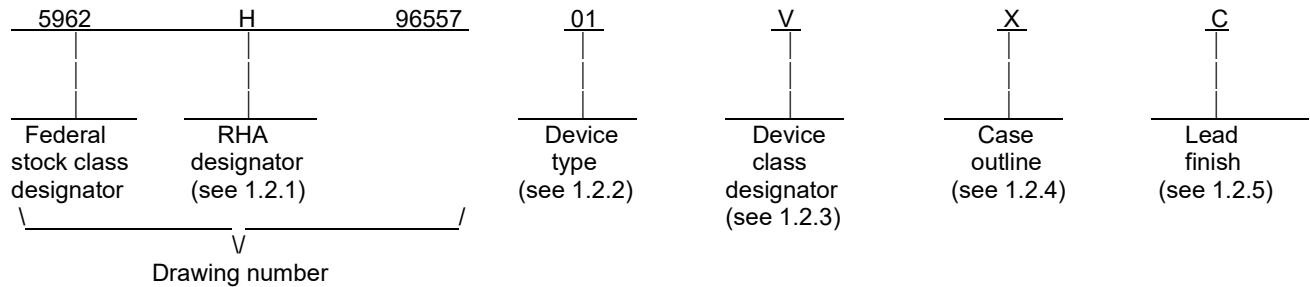 5962 H 96557 01 V X C
Federal RHA Device Device Case Lead
stock class designator type class outline finish
designator (see 1.2.1) (see 1.2.2) designator (see 1.2.4) (see 1.2.5)
(see 1.2.3)
Drawing number